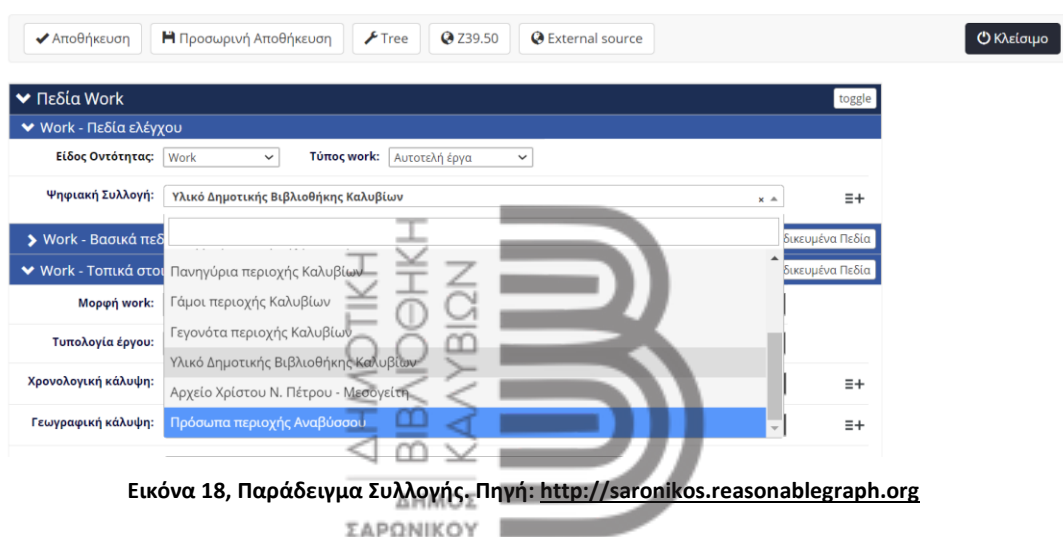 Αποθήκευση Προσωρινή Αποθήκευση Tree Z39.50 External source Κλείσιμο
Πεδία Work toggle
Work - Πεδία ελέγχου
Είδος Οντότητας: Work Τύπος work: Αυτοτελή έργα
Ψηφιακή Συλλογή: Υλικό Δημοτικής Βιβλιοθήκης Καλυβίων
Work - Βασικά πεδ δικευμένα Πεδία
Work - Τοπικά στοι Πανηγύρια περιοχής Καλυβίων δικευμένα Πεδία
Μορφή work: Γάμοι περιοχής Καλυβίων
Τυπολογία έργου: Γεγονότα περιοχής Καλυβίων
Υλικό Δημοτικής Βιβλιοθήκης Καλυβίων
Χρονολογική κάλυψη: Αρχείο Χρίστου Ν. Πέτρου - Μεσογείτη
Γεωγραφική κάλυψη: Πρόσωπα περιοχής Αναβύσσου
ΔΗΜΟΤΙΚΗ
ΒΙΒΛΙΟΘΗΚΗ
ΚΑΛΥΒΙΩΝ
Εικόνα 18, Παράδειγμα Συλλογής. Πηγή: http://saronikos.reasonablegraph.org
ΔΗΜΟΣ
ΣΑΡΩΝΙΚΟΥ